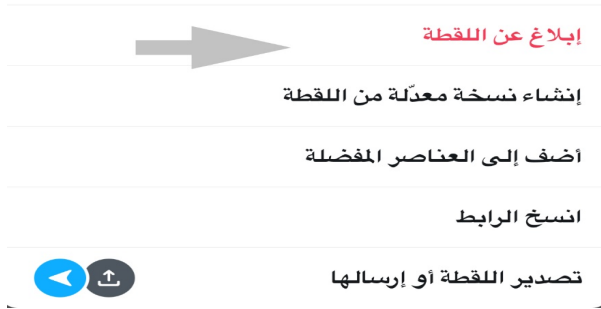 إبلاغ عن اللقطة
إنشاء نسخة معدّلة من اللقطة
أضف إلى العناصر المفضلة
انسخ الرابط
تصدير اللقطة أو إرسالها